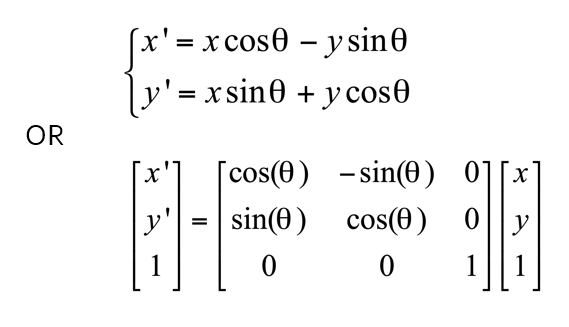 x' = x cosθ − y sinθ
y' = x sinθ + y cosθ
OR
[x'] = [cos(θ) −sin(θ) 0] [x]
[y'] = [sin(θ) cos(θ) 0] [y]
[1] = [0 0 1] [1]